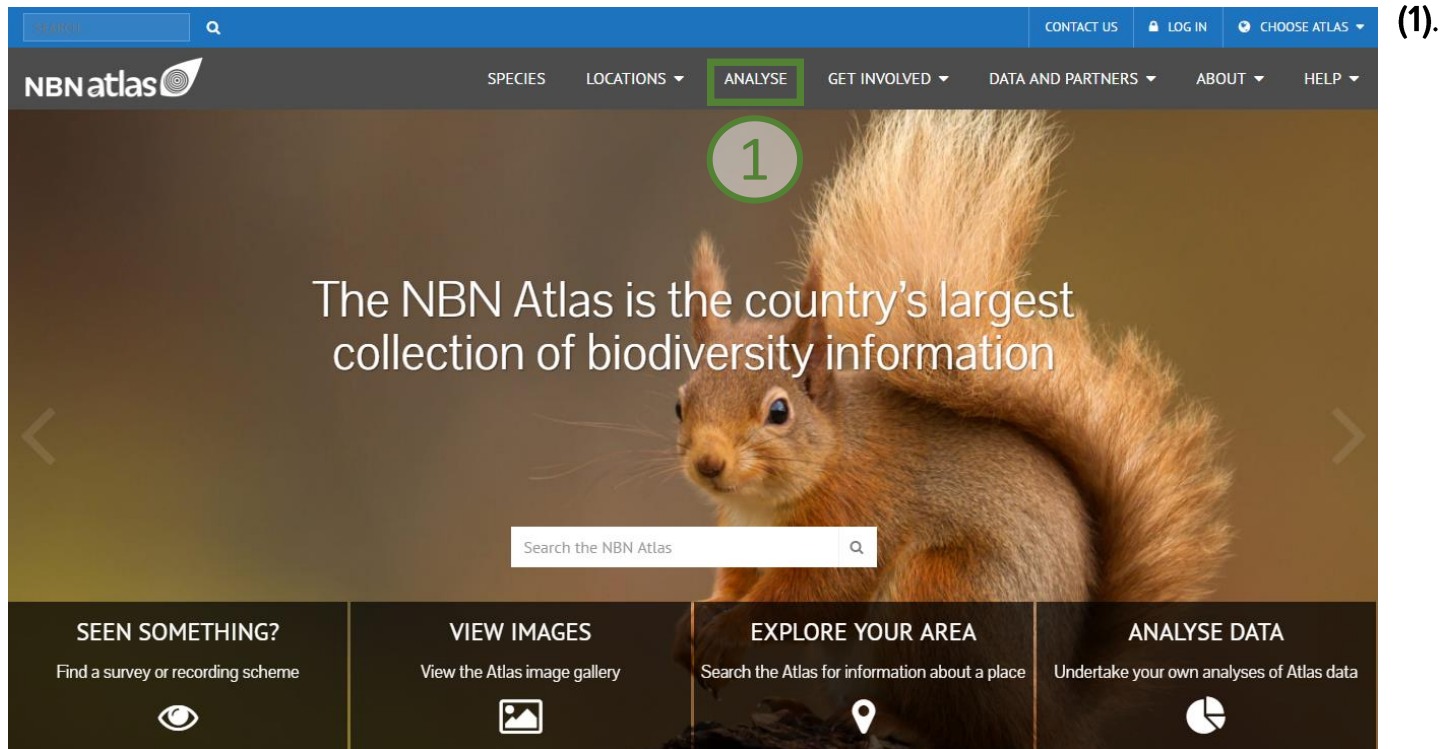 Search
CONTACT US
LOG IN
CHOOSE ATLAS
(1).
NBN atlas
SPECIES
LOCATIONS
ANALYSE
GET INVOLVED
DATA AND PARTNERS
ABOUT
HELP
1
The NBN Atlas is the country's largest
collection of biodiversity information
Search the NBN Atlas
SEEN SOMETHING?
Find a survey or recording scheme
VIEW IMAGES
View the Atlas image gallery
EXPLORE YOUR AREA
Search the Atlas for information about a place
ANALYSE DATA
Undertake your own analyses of Atlas data